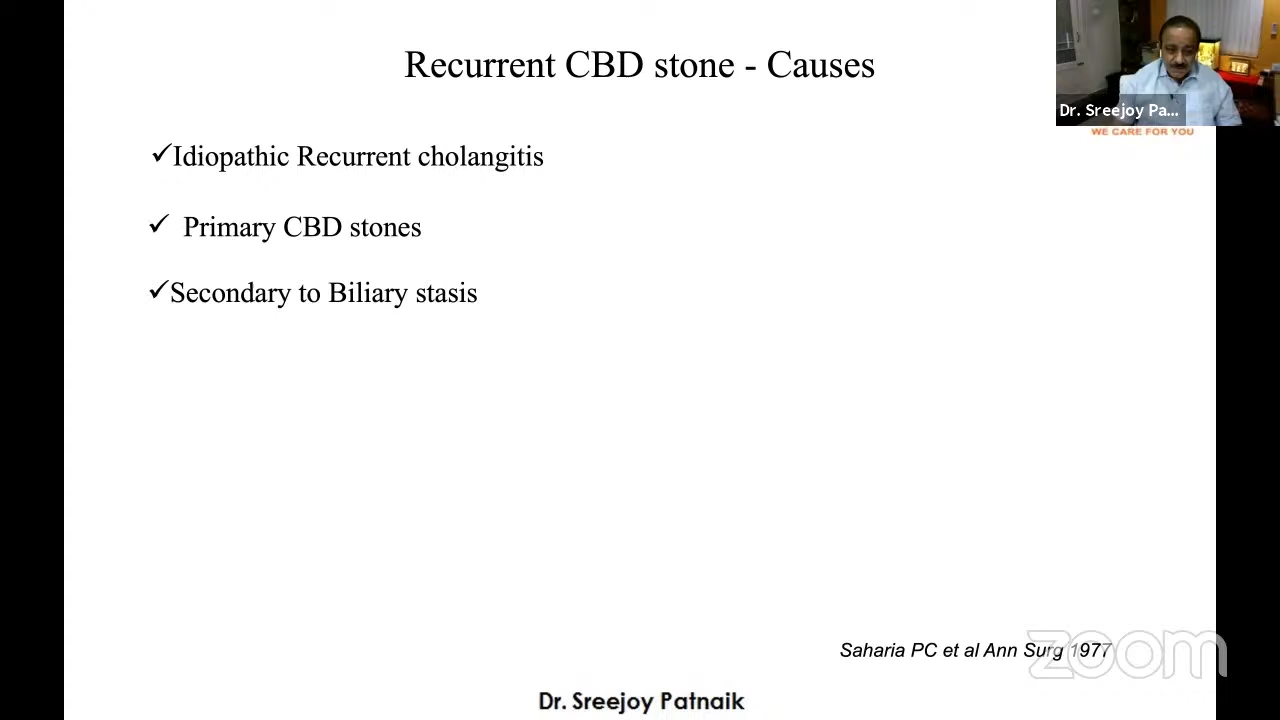 Recurrent CBD stone - Causes
Dr. Sreejoy Pa...
WE CARE FOR YOU
✓Idiopathic Recurrent cholangitis
✓ Primary CBD stones
✓Secondary to Biliary stasis
Saharia PC et al Ann Surg 1977
zoom
Dr. Sreejoy Patnaik